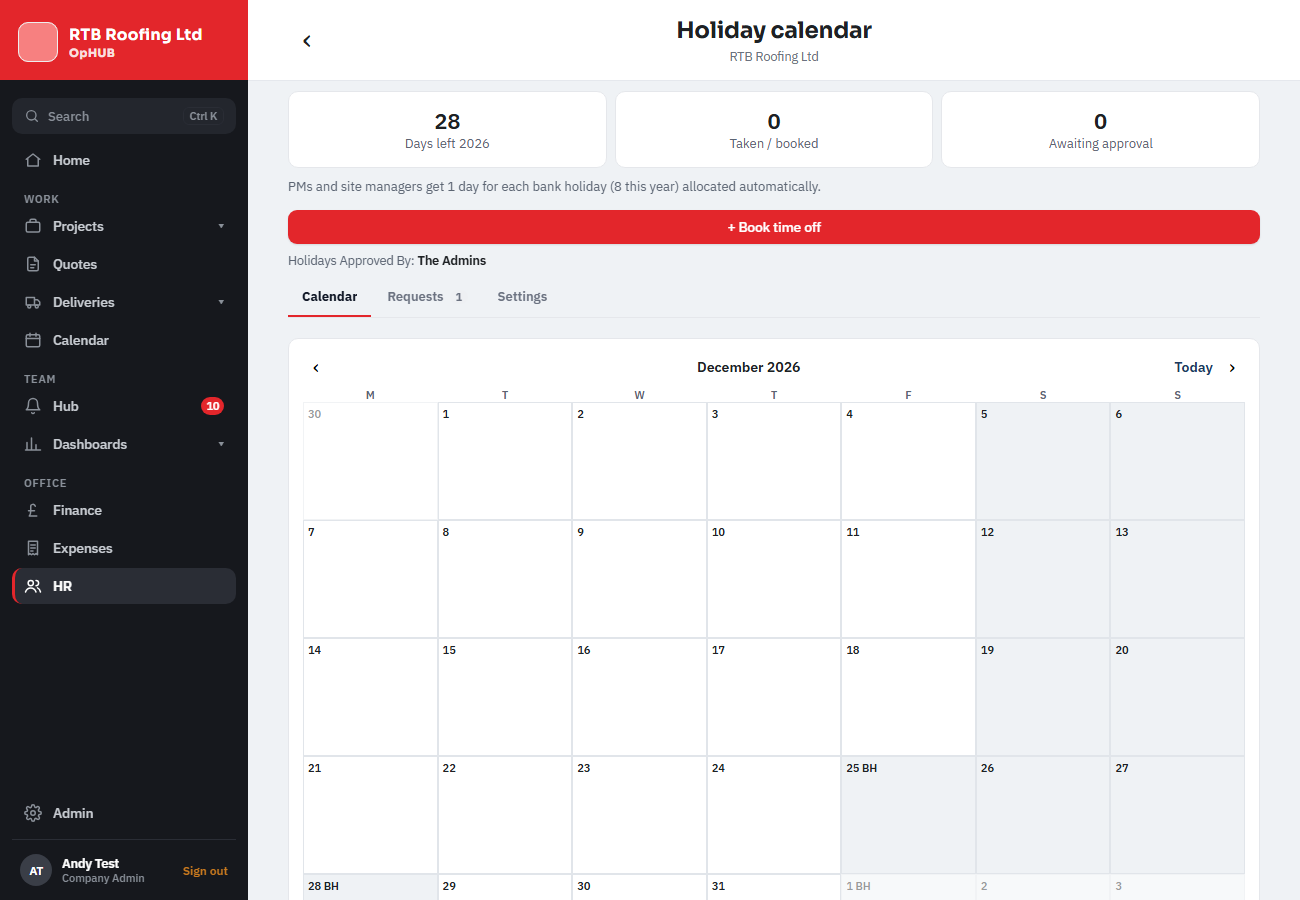 RTB Roofing Ltd
OpHUB
Search Ctrl K
Home
WORK
Projects
Quotes
Deliveries
Calendar
TEAM
Hub 10
Dashboards
OFFICE
Finance
Expenses
HR
Admin
AT
Andy Test
Company Admin
Sign out
Holiday calendar
RTB Roofing Ltd
28
Days left 2026
0
Taken / booked
0
Awaiting approval
PMs and site managers get 1 day for each bank holiday (8 this year) allocated automatically.
+ Book time off
Holidays Approved By: The Admins
Calendar Requests 1 Settings
December 2026 Today
M T W T F S S
30 1 2 3 4 5 6
7 8 9 10 11 12 13
14 15 16 17 18 19 20
21 22 23 24 25 BH 26 27
28 BH 29 30 31 1 BH 2 3